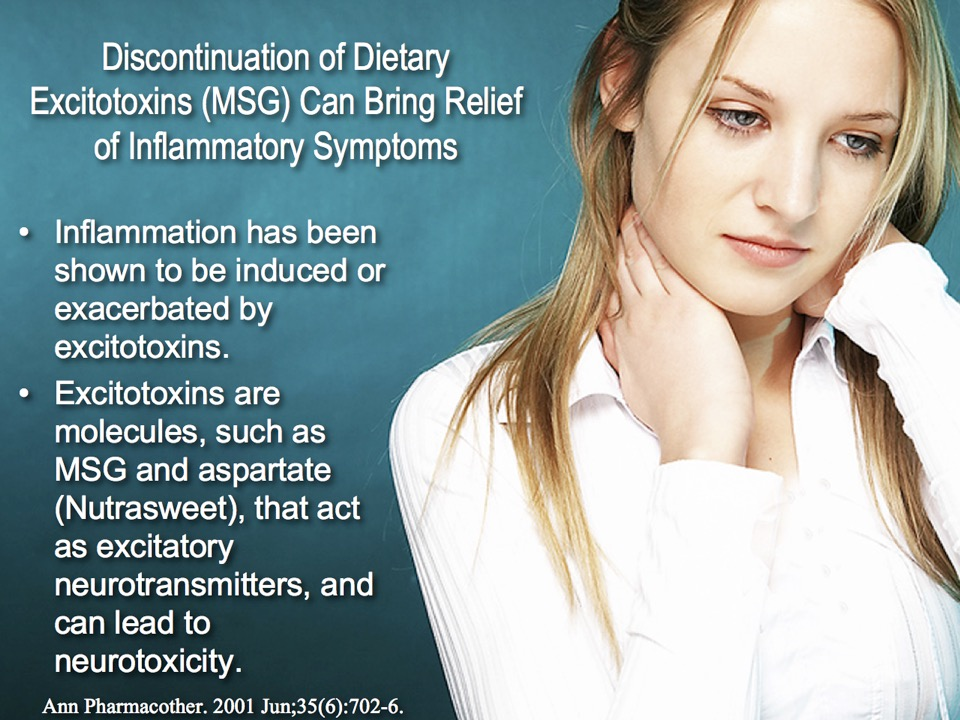 Discontinuation of Dietary
Excitotoxins (MSG) Can Bring Relief
of Inflammatory Symptoms
• Inflammation has been
shown to be induced or
exacerbated by
excitotoxins.
• Excitotoxins are
molecules, such as
MSG and aspartate
(Nutrasweet), that act
as excitatory
neurotransmitters, and
can lead to
neurotoxicity.
Ann Pharmacother. 2001 Jun;35(6):702-6.